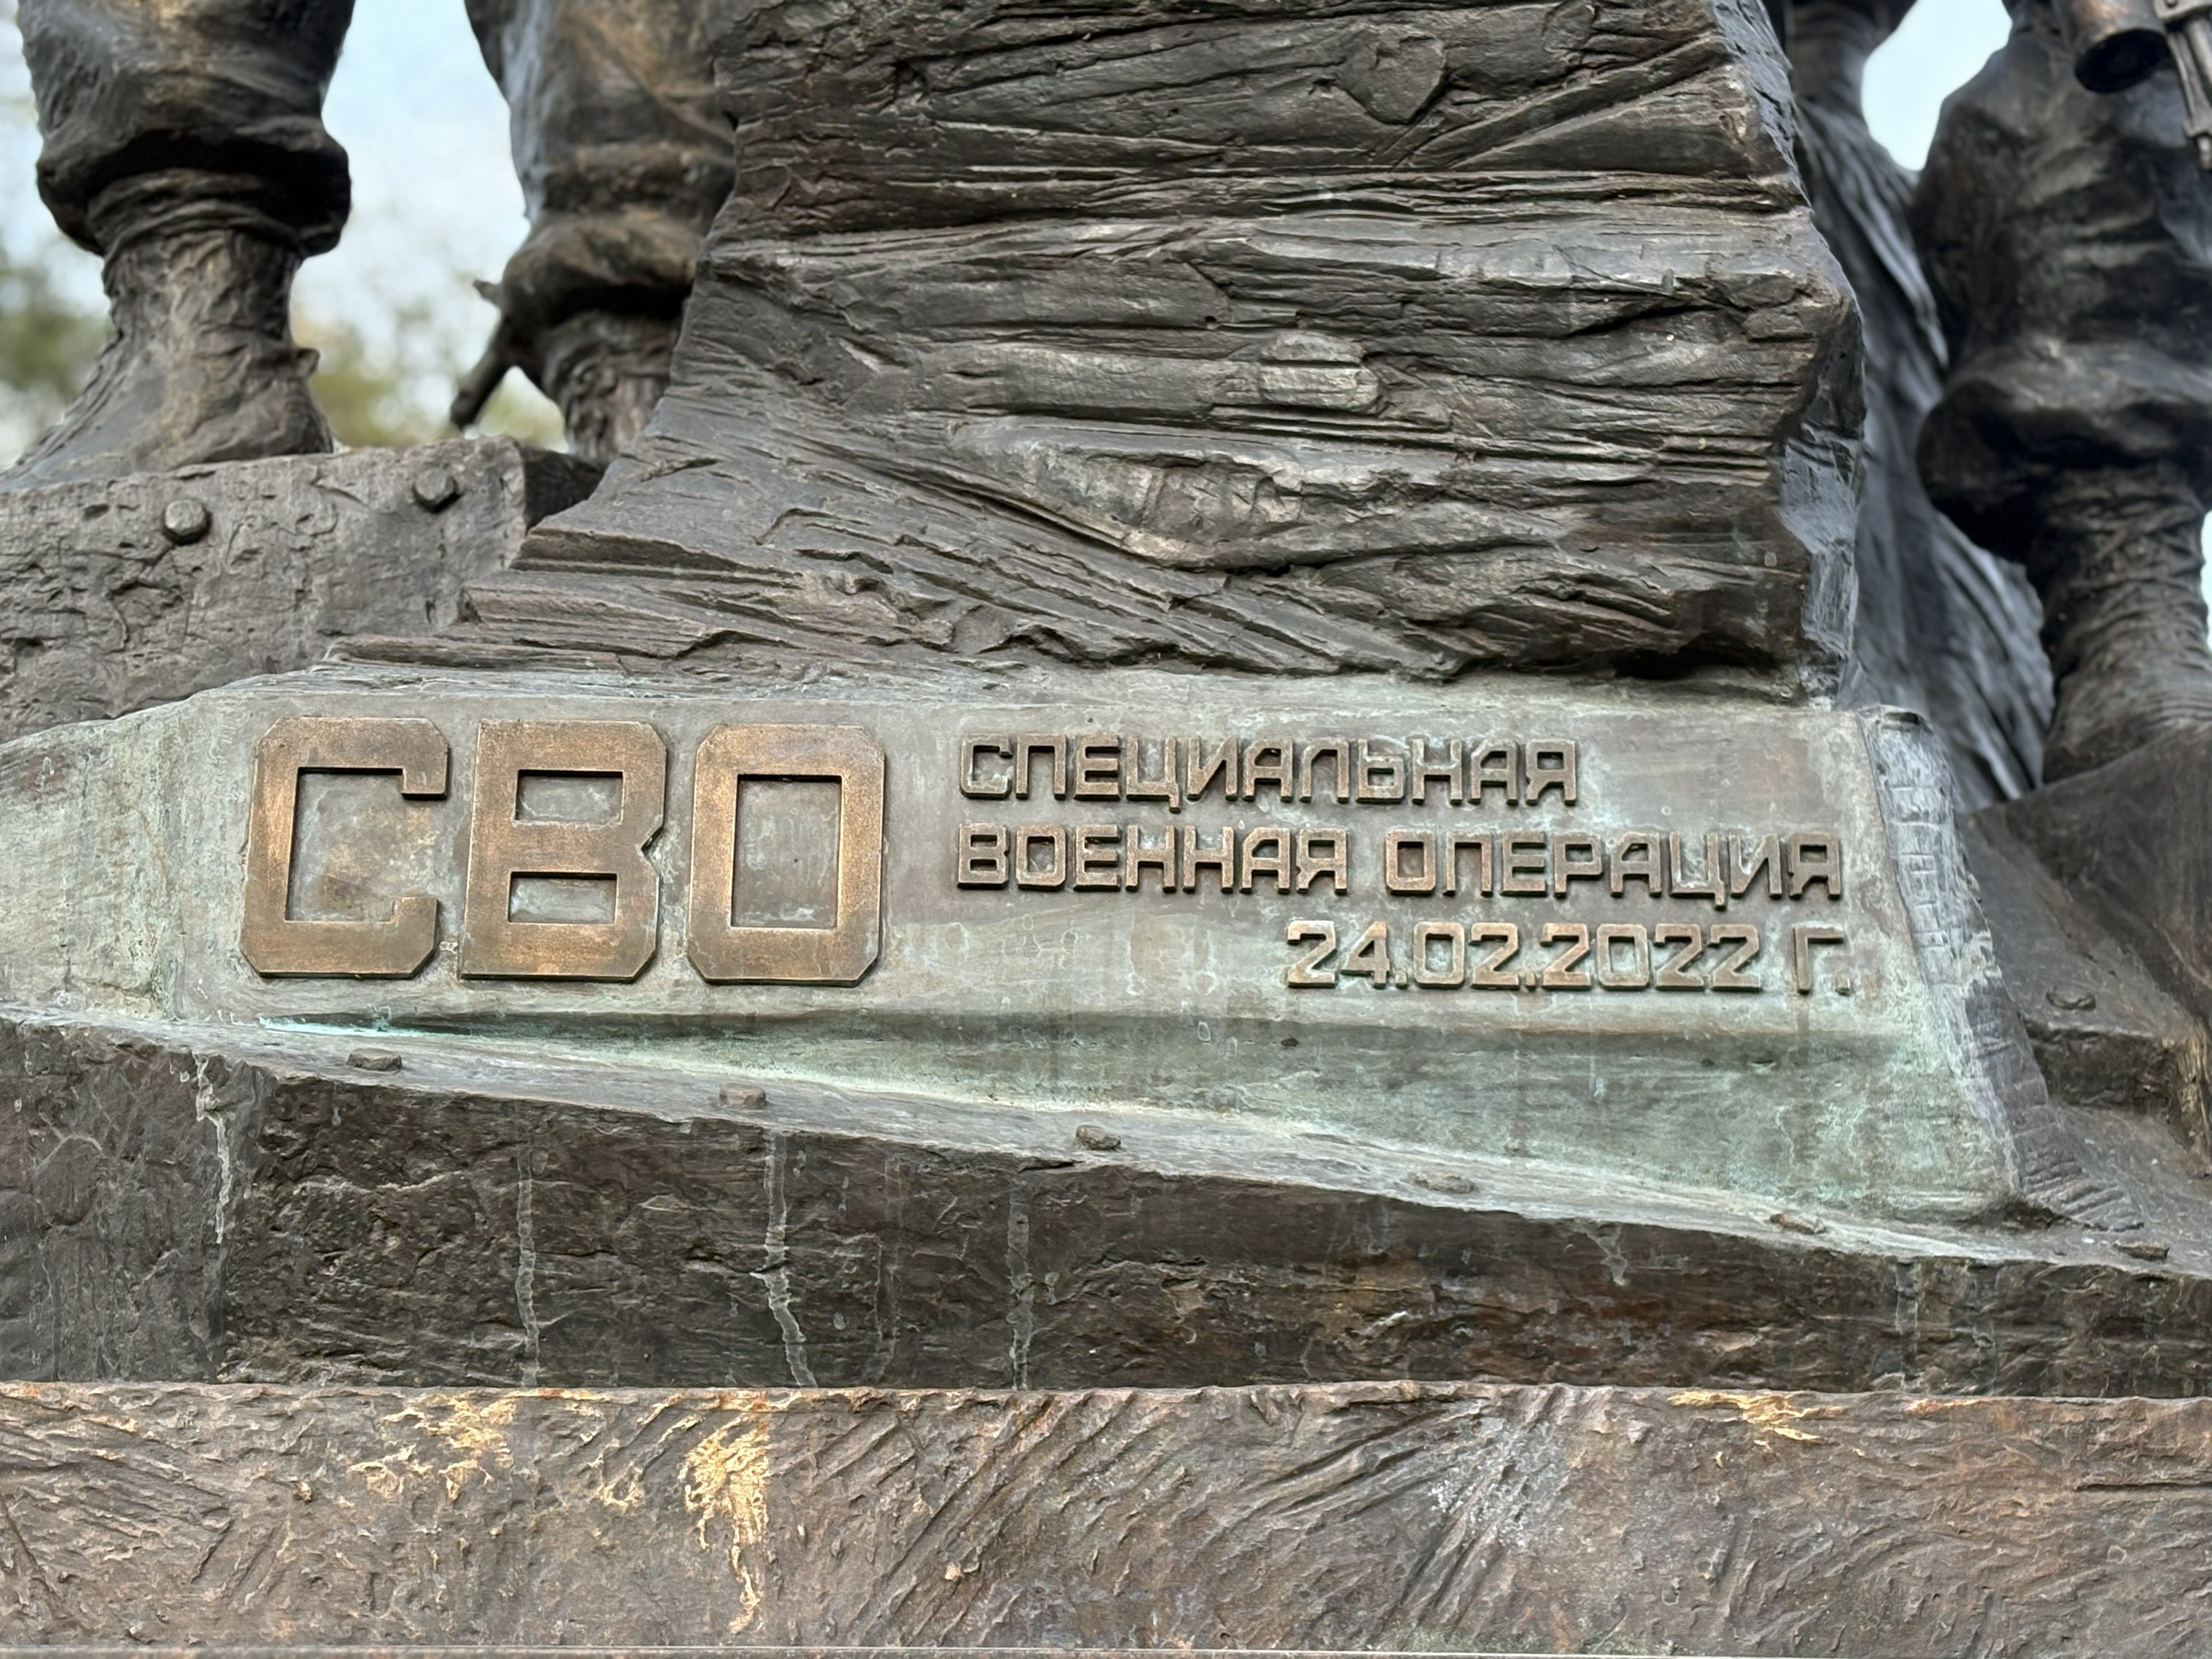 СВО
СПЕЦИАЛЬНАЯ
ВОЕННАЯ ОПЕРАЦИЯ
24.02.2022 Г.